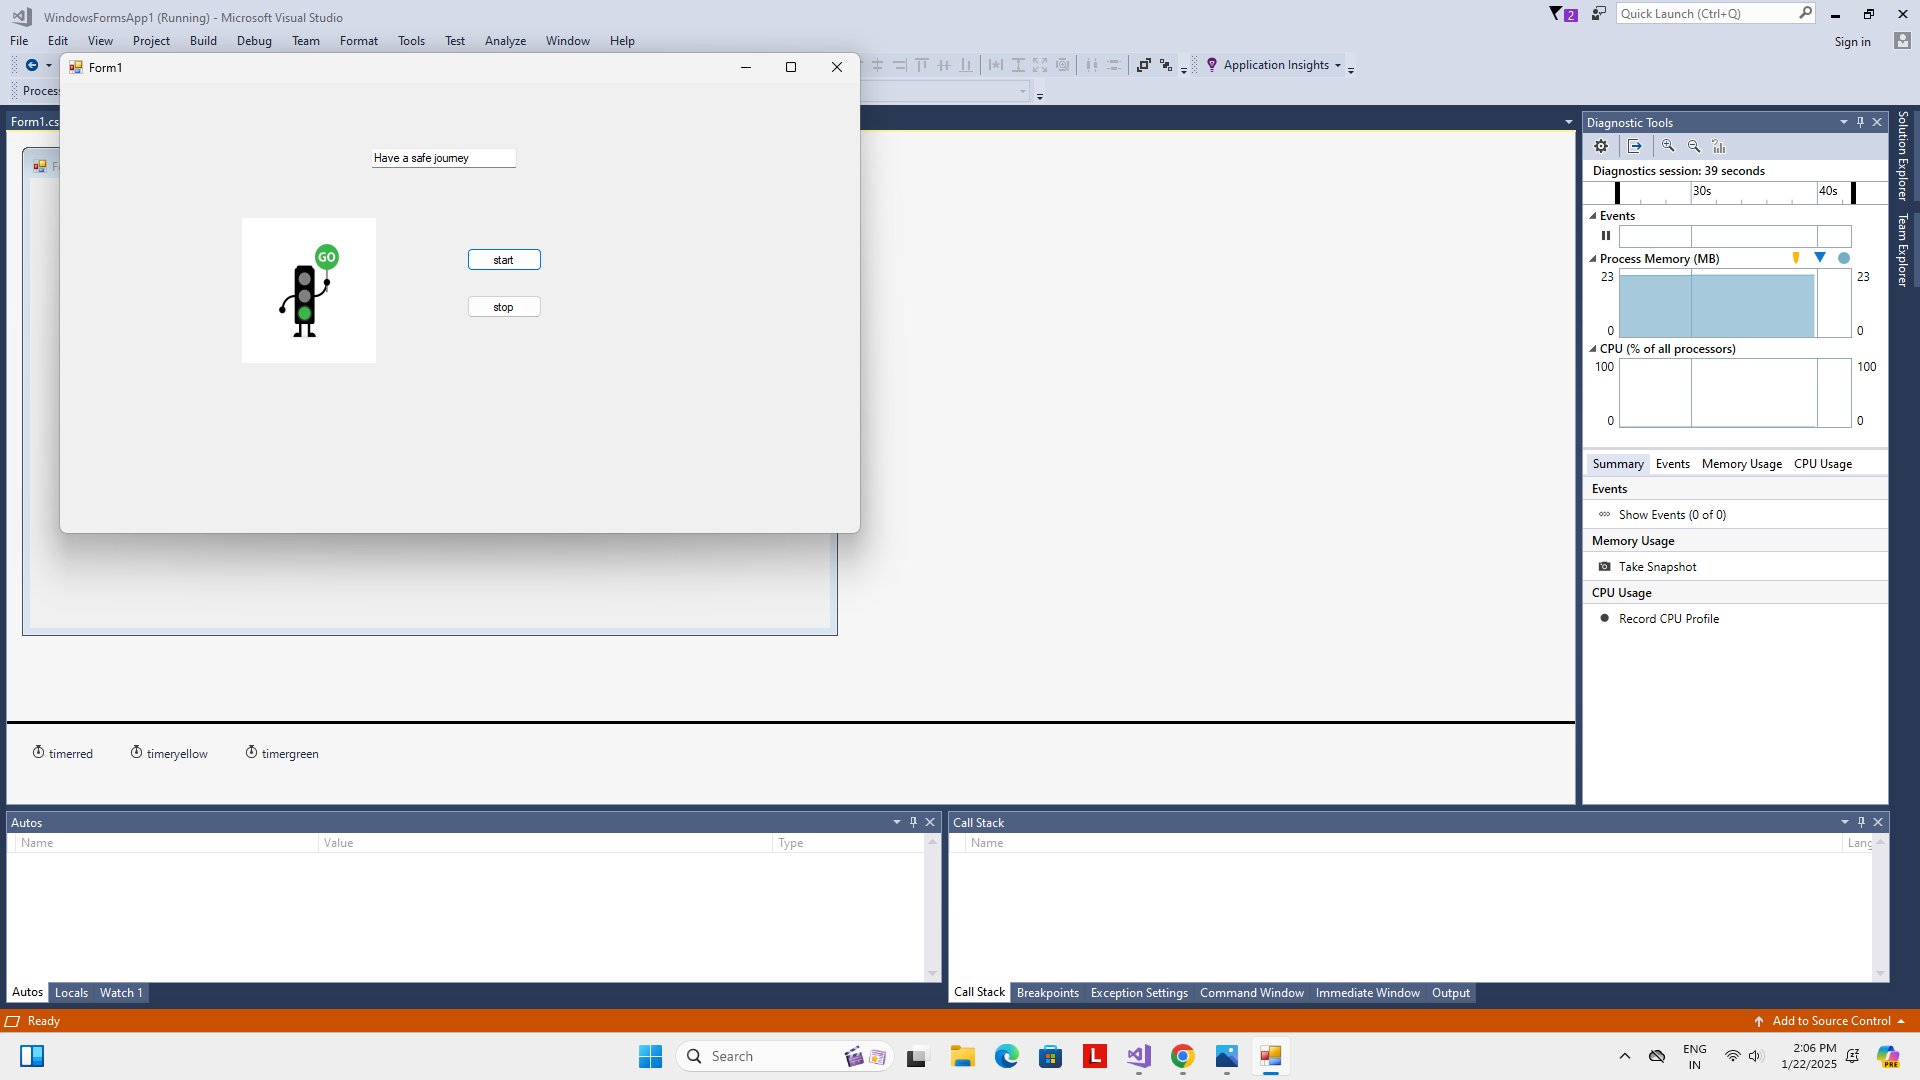 WindowsFormsApp1 (Running) - Microsoft Visual Studio
2
Quick Launch (Ctrl+Q)
File Edit View Project Build Debug Team Format Tools Test Analyze Window Help
Sign in
Application Insights
Proces
Form1
Form1.cs
Have a safe journey
GO
start
stop
timerred timeryellow timergreen
Diagnostic Tools
Diagnostics session: 39 seconds
30s 40s
Events
Process Memory (MB)
23 23
0 0
CPU (% of all processors)
100 100
0 0
Summary Events Memory Usage CPU Usage
Events
Show Events (0 of 0)
Memory Usage
Take Snapshot
CPU Usage
Record CPU Profile
Solution Explorer
Team Explorer
Autos
Name Value Type
Autos Locals Watch 1
Call Stack
Name Lang
Call Stack Breakpoints Exception Settings Command Window Immediate Window Output
Ready
Add to Source Control
Search
L
ENG
IN
2:06 PM
1/22/2025
PRE